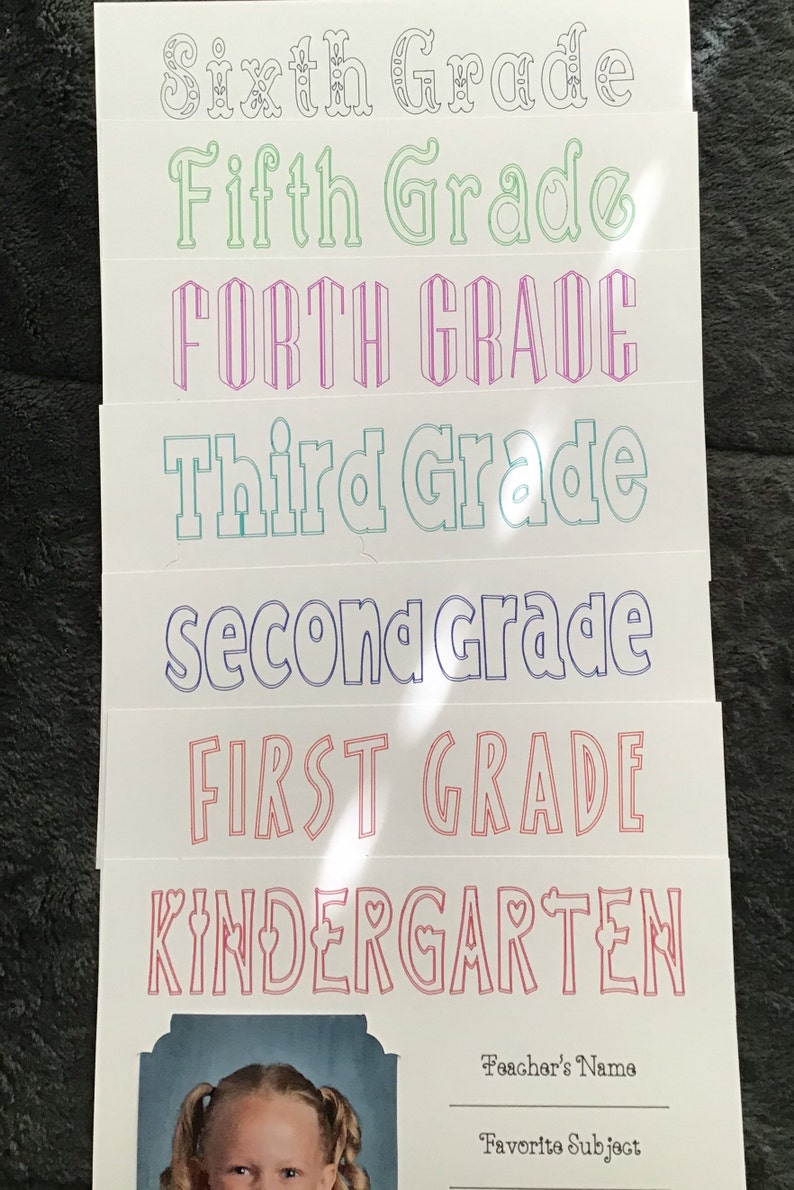 Sixth Grade
Fifth Grade
FORTH GRADE
Third Grade
Second Grade
FIRST GRADE
KINDERGARTEN
Teacher's Name
Favorite Subject